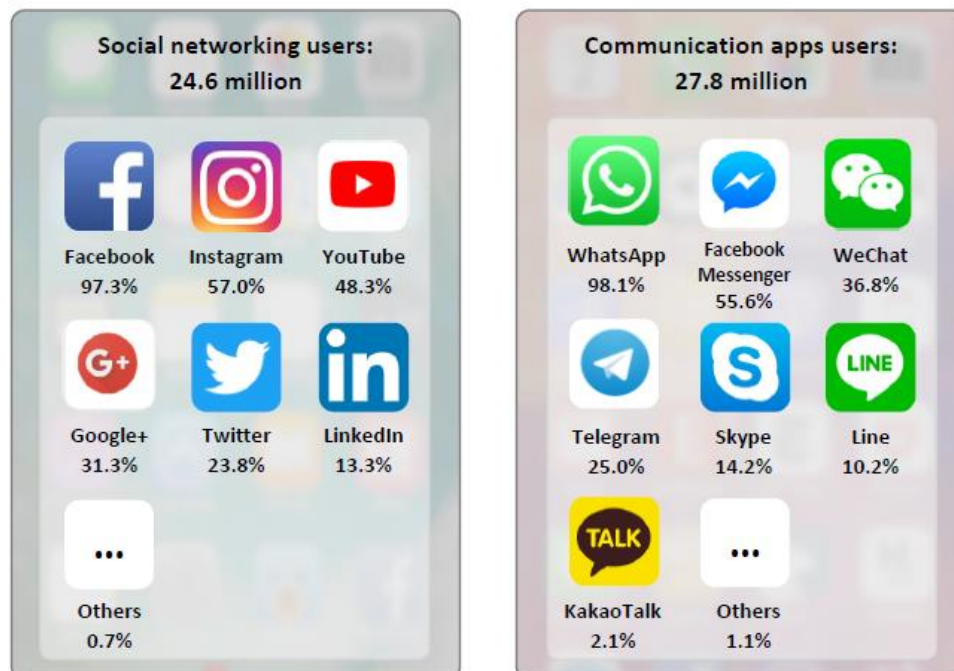 Social networking users:
24.6 million
f
Facebook
97.3%
Instagram
57.0%
YouTube
48.3%
G+
Google+
31.3%
Twitter
23.8%
in
LinkedIn
13.3%
...
Others
0.7%
Communication apps users:
27.8 million
WhatsApp
98.1%
Facebook
Messenger
55.6%
WeChat
36.8%
Telegram
25.0%
S
Skype
14.2%
LINE
Line
10.2%
TALK
KakaoTalk
2.1%
...
Others
1.1%